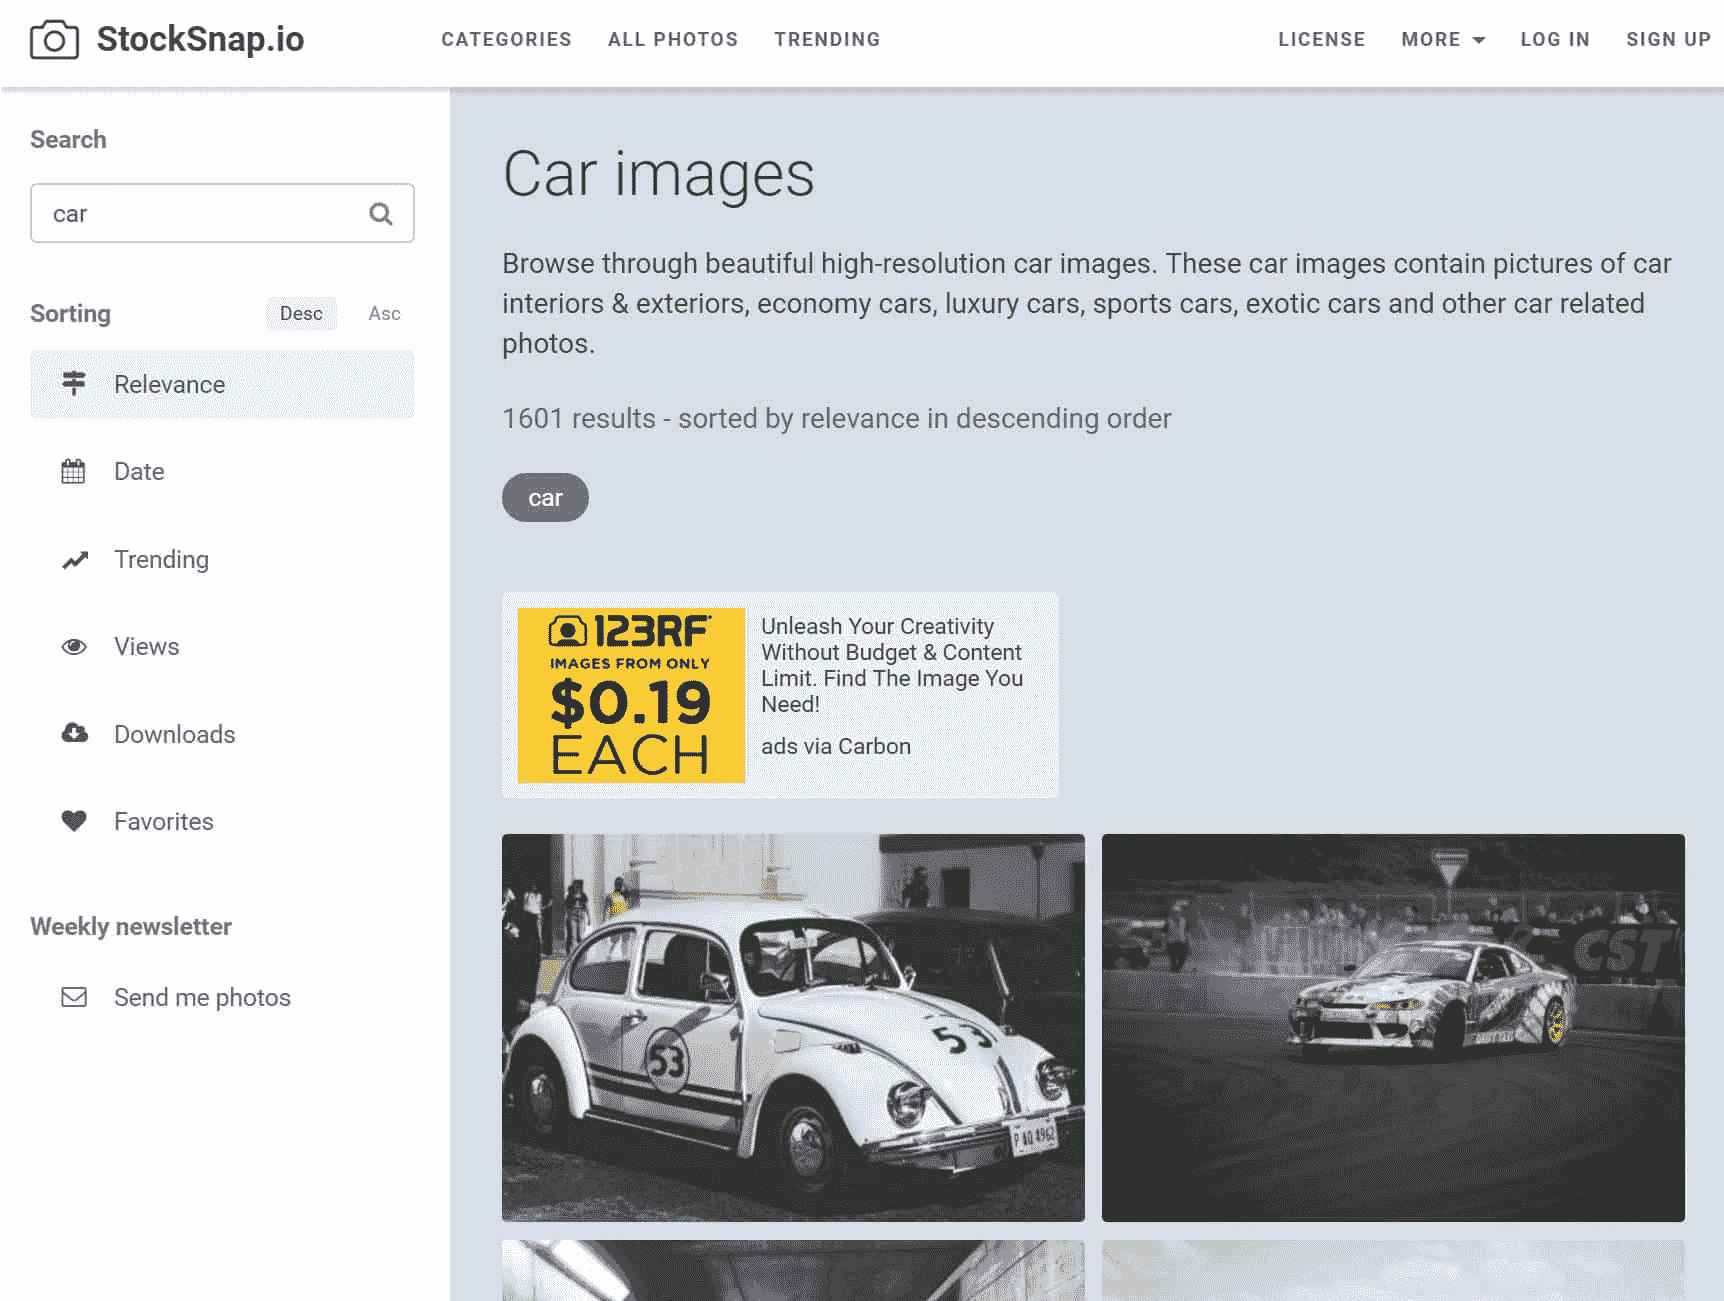 StockSnap.io
CATEGORIES ALL PHOTOS TRENDING
LICENSE MORE LOG IN SIGN UP
Search
car
Sorting Desc Asc
Relevance
Date
Trending
Views
Downloads
Favorites
Weekly newsletter
Send me photos
Car images
Browse through beautiful high-resolution car images. These car images contain pictures of car
interiors & exteriors, economy cars, luxury cars, sports cars, exotic cars and other car related
photos.
1601 results - sorted by relevance in descending order
car
123RF
IMAGES FROM ONLY
$0.19
EACH
Unleash Your Creativity
Without Budget & Content
Limit. Find The Image You
Need!
ads via Carbon
53
53
CST